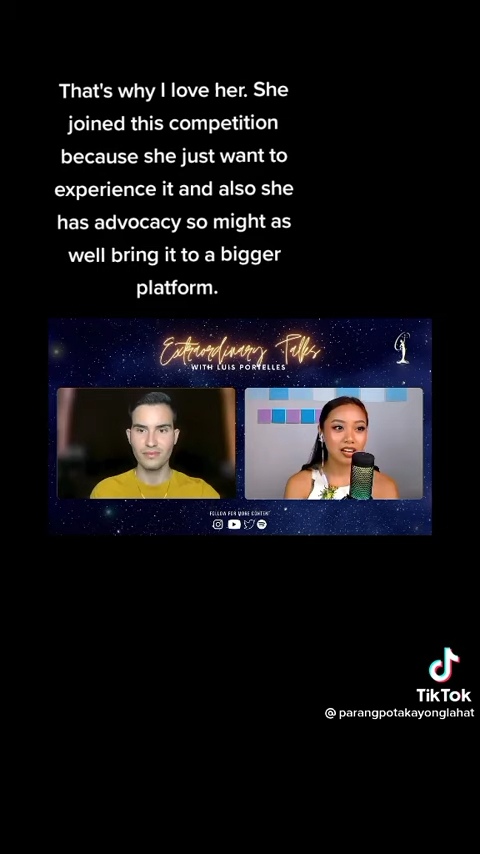 That's why I love her. She
joined this competition
because she just want to
experience it and also she
has advocacy so might as
well bring it to a bigger
platform.
Extraordinary Talks
WITH LUIS PORTELLES
FOLLOW FOR MORE CONTENT
TikTok
@ parangpotakayonglahat